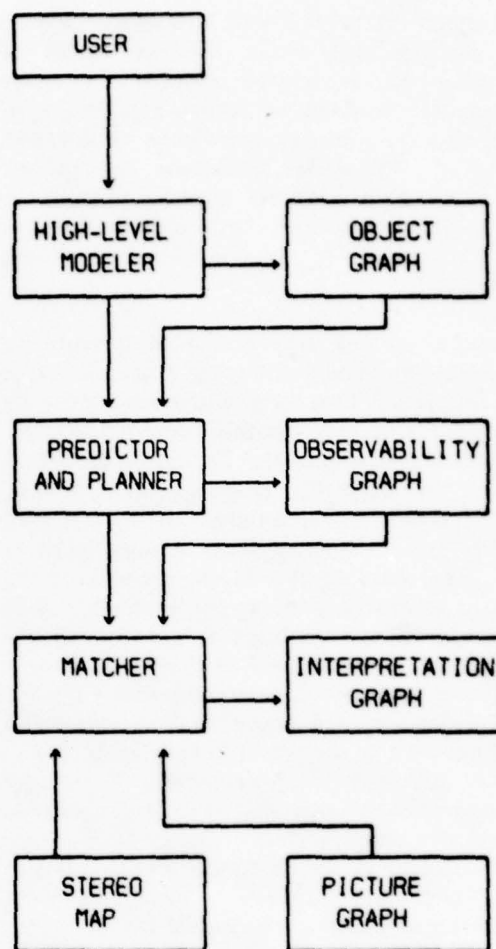 USER
HIGH-LEVEL
MODELER
OBJECT
GRAPH
PREDICTOR
AND PLANNER
OBSERVABILITY
GRAPH
MATCHER
INTERPRETATION
GRAPH
STEREO
MAP
PICTURE
GRAPH